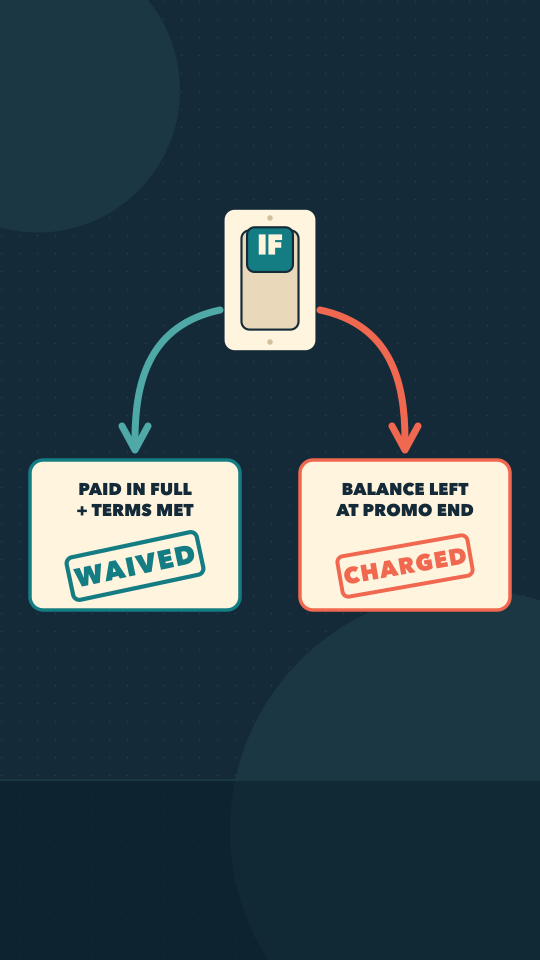 IF
PAID IN FULL
+ TERMS MET
WAIVED
BALANCE LEFT
AT PROMO END
CHARGED